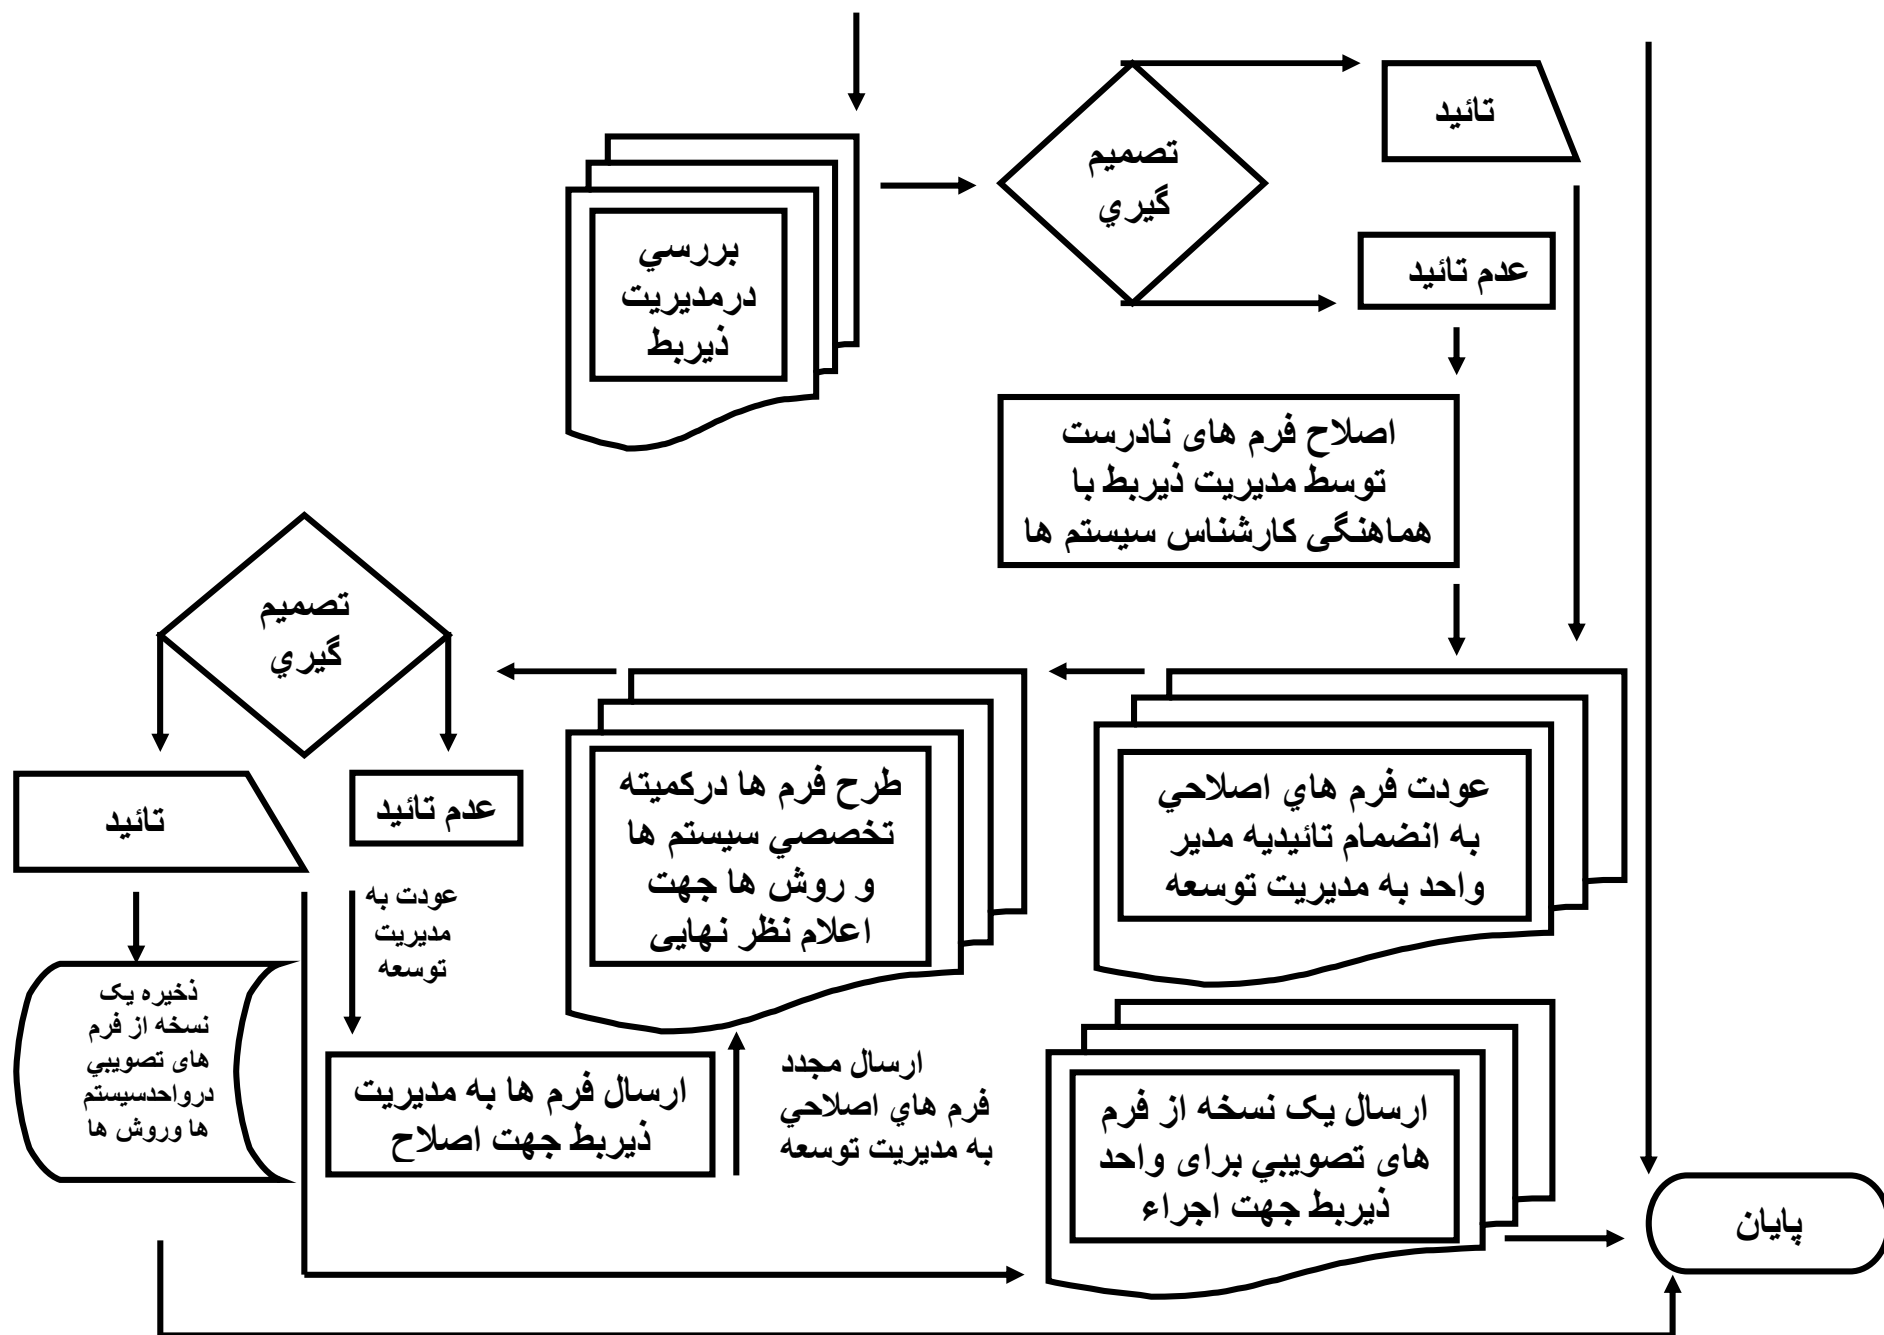 تائيد
تصميم
گيري
بررسي
درمديريت
ذيربط
عدم تائيد
اصلاح فرم های نادرست
توسط مديريت ذيربط با
هماهنگی کارشناس سيستم ها
تصميم
گيري
عودت فرم هاي اصلاحي
به انضمام تائيديه مدير
واحد به مديريت توسعه
طرح فرم ها درکميته
تخصصي سيستم ها
و روش ها جهت
اعلام نظر نهايی
عدم تائيد
تائيد
عودت به
مديريت
توسعه
ذخيره يک
نسخه از فرم
های تصويبي
درواحدسيستم
ها وروش ها
ارسال فرم ها به مديريت
ذيربط جهت اصلاح
ارسال مجدد
فرم هاي اصلاحي
به مديريت توسعه
ارسال يک نسخه از فرم
های تصويبي برای واحد
ذيربط جهت اجراء
پايان